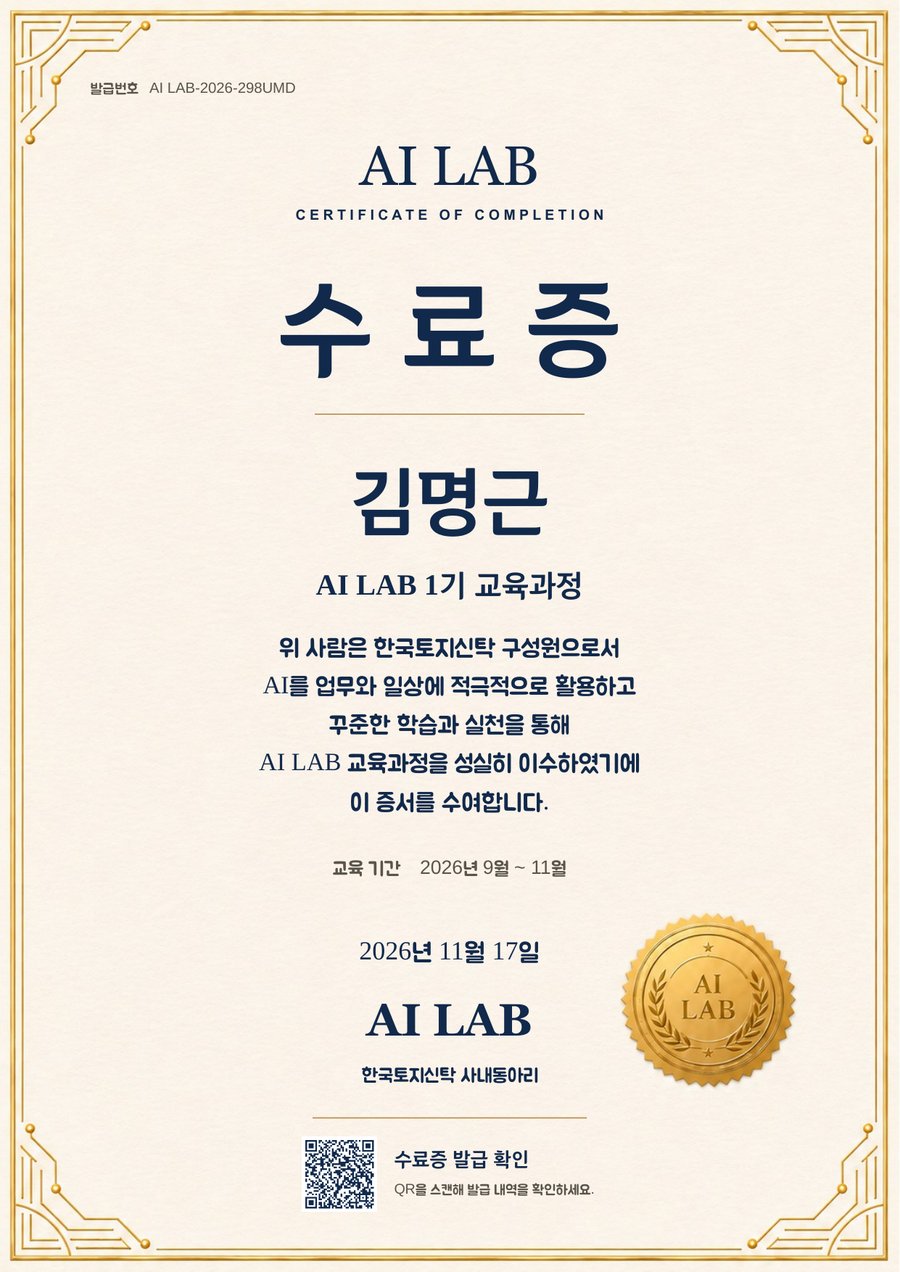 발급번호 AI LAB-2026-298UMD
AI LAB
CERTIFICATE OF COMPLETION
수료증
김명근
AI LAB 1기 교육과정
위 사람은 한국토지신탁 구성원으로서
AI를 업무와 일상에 적극적으로 활용하고
꾸준한 학습과 실천을 통해
AI LAB 교육과정을 성실히 이수하였기에
이 증서를 수여합니다.
교육 기간 2026년 9월 ~ 11월
2026년 11월 17일
AI LAB
한국토지신탁 사내동아리
AI
LAB
수료증 발급 확인
QR을 스캔해 발급 내역을 확인하세요.